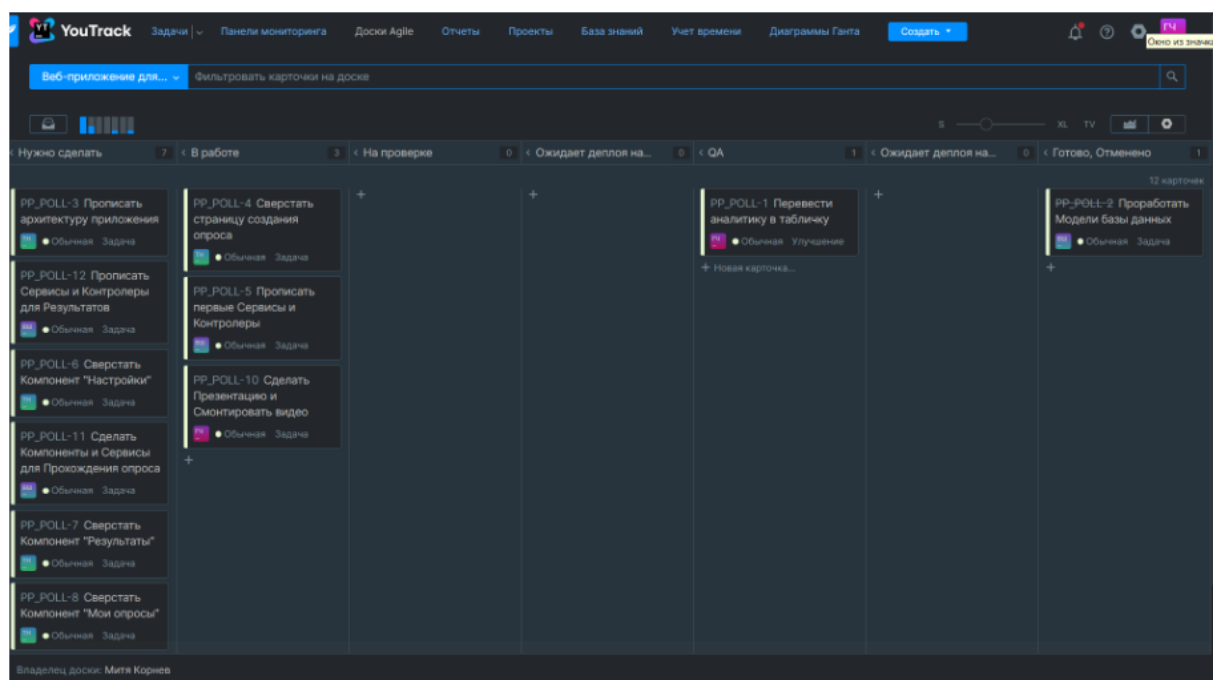 YouTrack
Задачи
Панели мониторинга
Доски Agile
Отчеты
Проекты
База знаний
Учет времени
Диаграммы Ганта
Создать
ГЧ
Окно из значко
Веб-приложение для...
Фильтровать карточки на доске
S
XL
TV
Нужно сделать 7
В работе 3
На проверке 0
Ожидает деплоя на... 0
QA 1
Ожидает деплоя на... 0
Готово, Отменено 1
12 карточек
PP_POLL-3 Прописать
архитектуру приложения
Обычная Задача
PP_POLL-12 Прописать
Сервисы и Контролеры
для Результатов
Обычная Задача
PP_POLL-6 Сверстать
Компонент "Настройки"
Обычная Задача
PP_POLL-11 Сделать
Компоненты и Сервисы
для Прохождения опроса
Обычная Задача
PP_POLL-7 Сверстать
Компонент "Результаты"
Обычная Задача
PP_POLL-8 Сверстать
Компонент "Мои опросы"
Обычная Задача
PP_POLL-4 Сверстать
страницу создания
опроса
Обычная Задача
PP_POLL-5 Прописать
первые Сервисы и
Контролеры
Обычная Задача
PP_POLL-10 Сделать
Презентацию и
Смонтировать видео
Обычная Задача
PP_POLL-1 Перевести
аналитику в табличку
Обычная Улучшение
+ Новая карточка...
PP_POLL-2 Проработать
Модели базы данных
Обычная Задача
Владелец доски: Митя Корнев